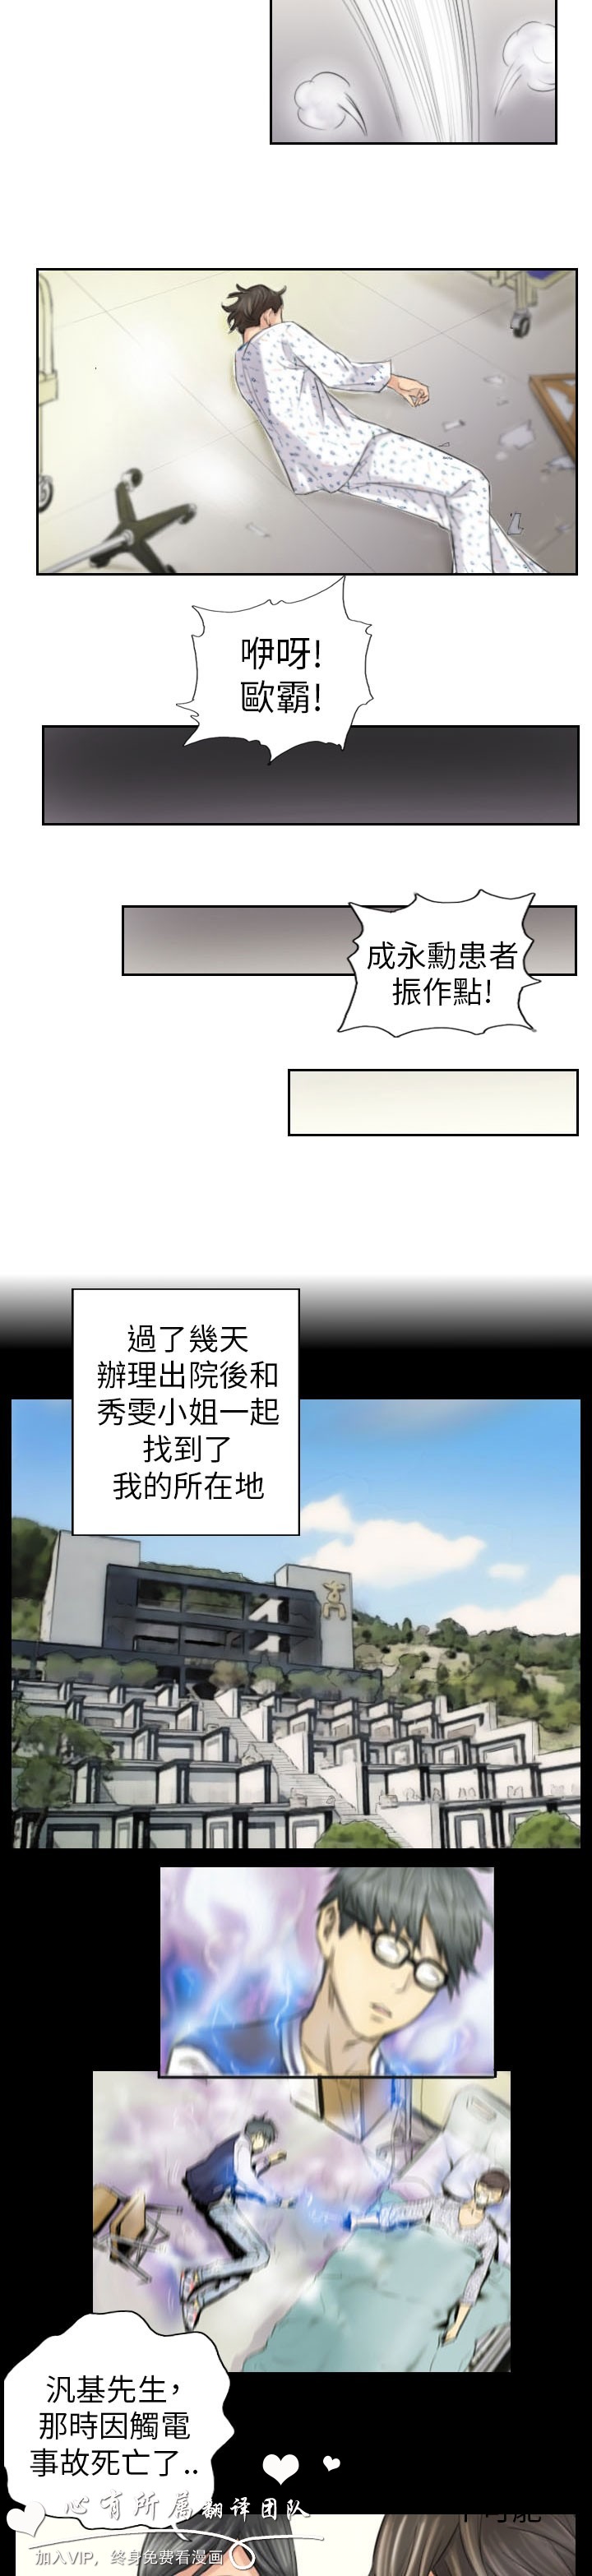 咿呀!
歐霸!
成永勳患者
振作點!
過了幾天
辦理出院後和
秀雯小姐一起
找到了
我的所在地
汎基先生,
那時因觸電
事故死亡了..
心有所属翻译团队
加入VIP，终身免费看漫画